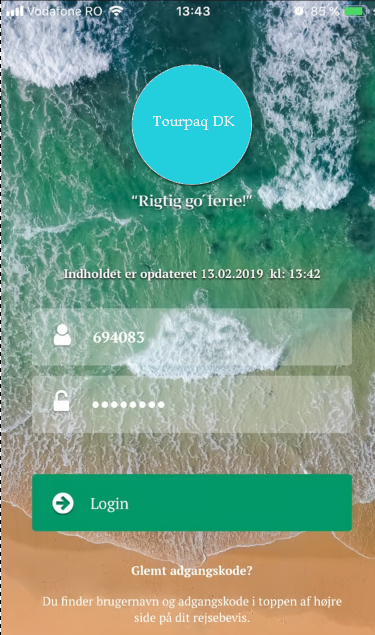 Vodafone RO 13:43 85 %
Tourpaq DK
"Rigtig go´ferie!"
Indholdet er opdateret 13.02.2019 kl: 13:42
694083
Login
Glemt adgangskode?
Du finder brugernavn og adgangskode i toppen af højre
side på dit rejsebevis.